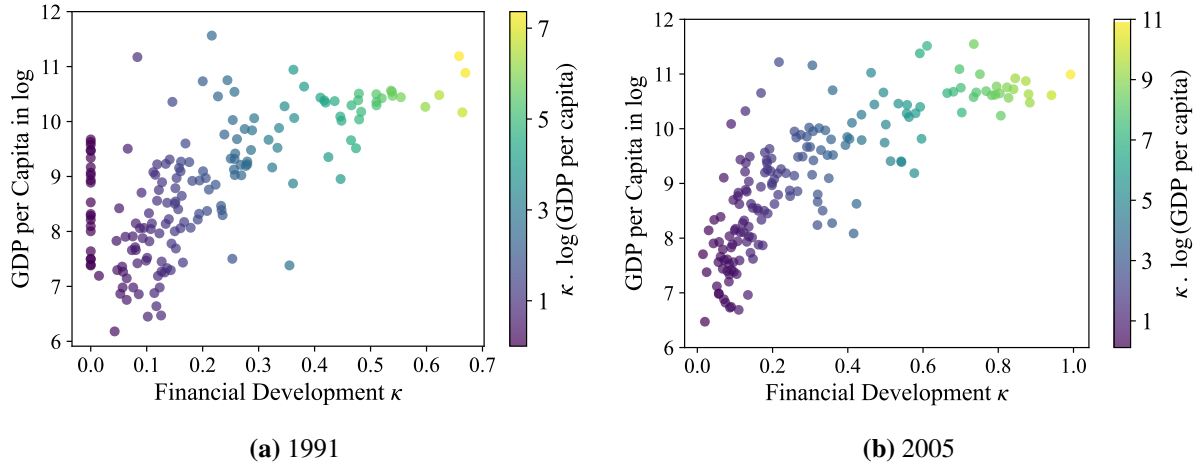 12
11
10
9
8
7
6
0.0 0.1 0.2 0.3 0.4 0.5 0.6 0.7
GDP per Capita in log
Financial Development κ
7
5
3
1
κ . log (GDP per capita)
(a) 1991
12
11
10
9
8
7
6
0.0 0.2 0.4 0.6 0.8 1.0
GDP per Capita in log
Financial Development κ
11
9
7
5
3
1
κ . log (GDP per capita)
(b) 2005